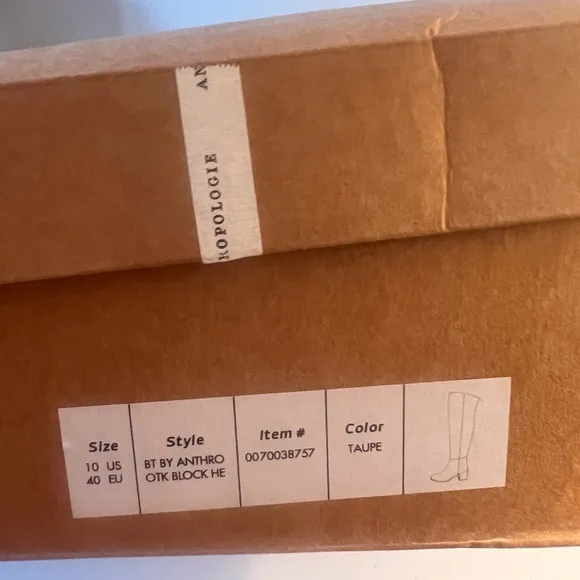 AN
ROPOLOGIE
Size
10 US
40 EU
Style
BT BY ANTHRO
OTK BLOCK HE
Item #
0070038757
Color
TAUPE